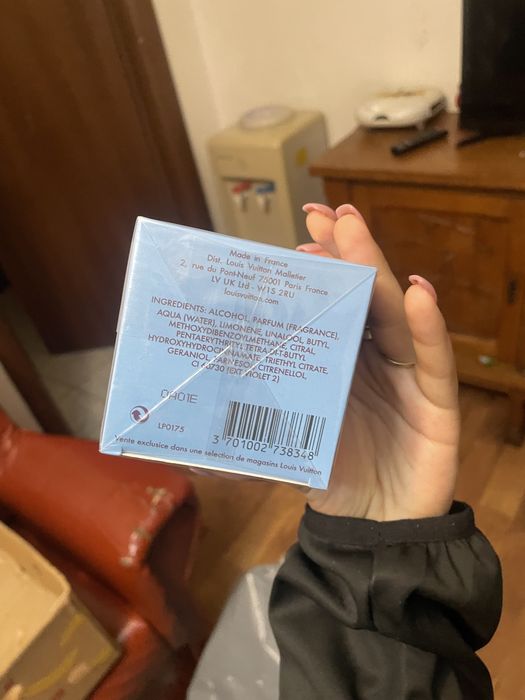 Made in France
Dist. Louis Vuitton Malletier
2, rue du Pont-Neuf 75001 Paris France
LV UK Ltd - W1S 2RU
louisvuitton.com
INGREDIENTS: ALCOHOL, PARFUM (FRAGRANCE),
AQUA (WATER), LIMONENE, LINALOOL, BUTYL
METHOXYDIBENZOYLMETHANE, CITRAL,
PENTAERYTHRITYL TETRA-DI-T-BUTYL
HYDROXYHYDROCINNAMATE, TRIETHYL CITRATE,
GERANIOL, FARNESOL, CITRENELLOL,
CI 60730 (EXT VIOLET 2)
0A01E
LP0175
3 701002 738348
Vente exclusive dans une selection de magasins Louis Vuitton